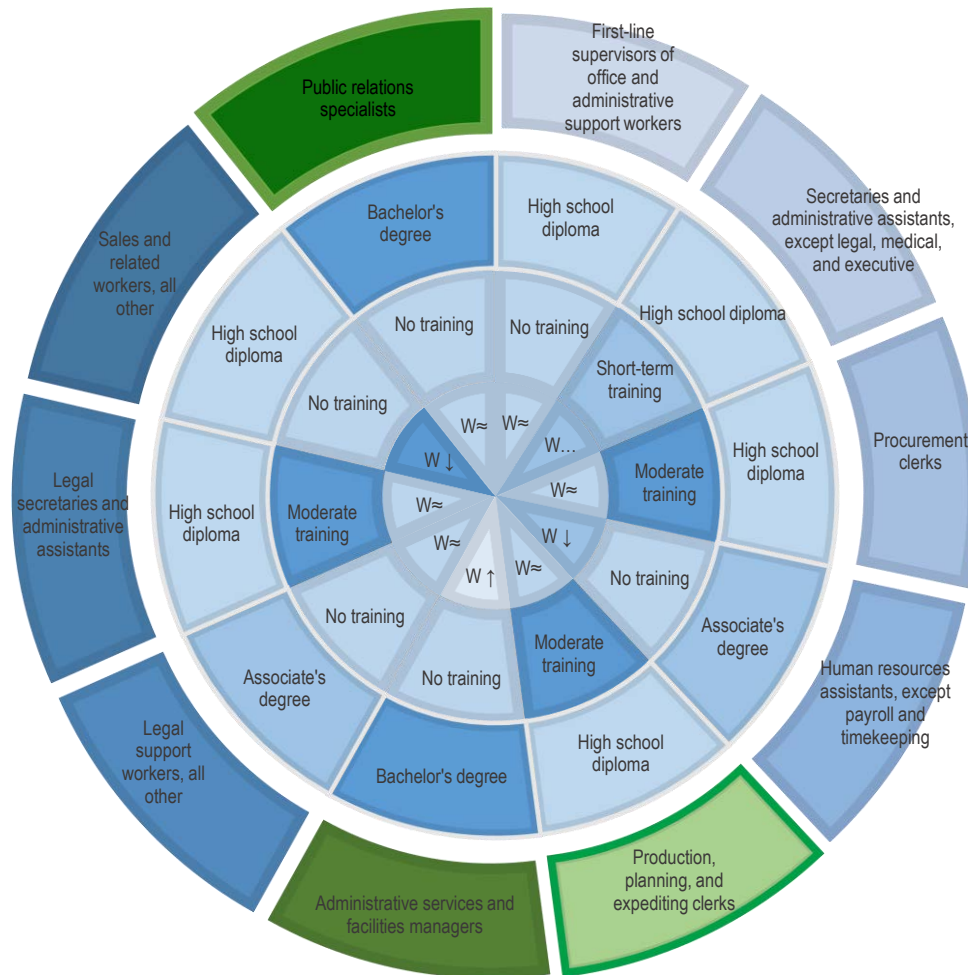 Public relations
specialists
First-line
supervisors of
office and
administrative
support workers
Secretaries and
administrative assistants,
except legal, medical,
and executive
Procurement
clerks
Human resources
assistants, except
payroll and
timekeeping
Production,
planning, and
expediting clerks
Administrative services and
facilities managers
Legal
support
workers, all
other
Legal
secretaries and
administrative
assistants
Sales and
related
workers, all
other
Bachelor's
degree
High school
diploma
High school diploma
High school
diploma
Associate's
degree
High school
diploma
Bachelor's degree
Associate's
degree
High school
diploma
High school
diploma
No training
No training
Short-term
training
Moderate
training
No training
Moderate
training
No training
No training
Moderate
training
No training
W≈
W≈
W…
W≈
W ↓
W≈
W ↑
W≈
W≈
W ↓